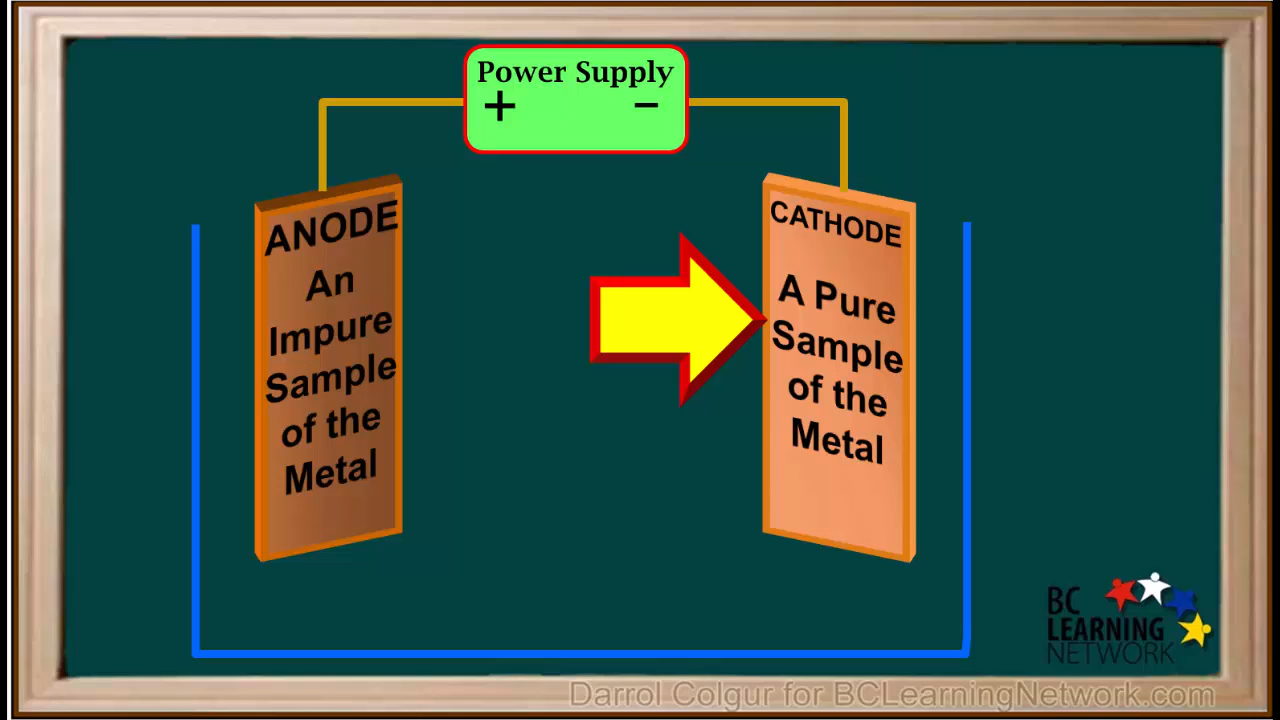 Power Supply
+ −
ANODE
An
Impure
Sample
of the
Metal
CATHODE
A Pure
Sample
of the
Metal
BC
LEARNING
NETWORK
Darrol Colgur for BCLearningNetwork.com